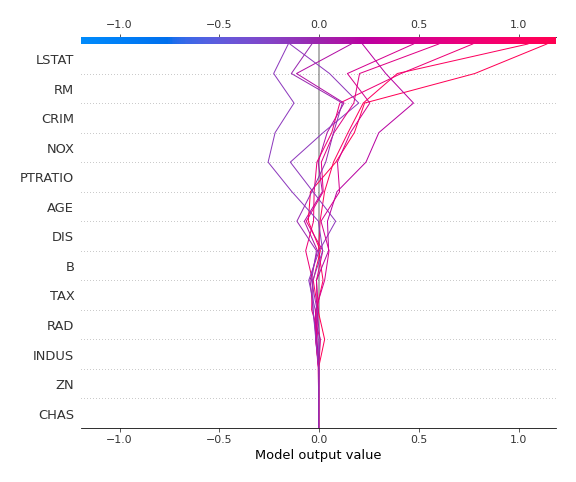 −1.0 −0.5 0.0 0.5 1.0
LSTAT
RM
CRIM
NOX
PTRATIO
AGE
DIS
B
TAX
RAD
INDUS
ZN
CHAS
−1.0 −0.5 0.0 0.5 1.0
Model output value